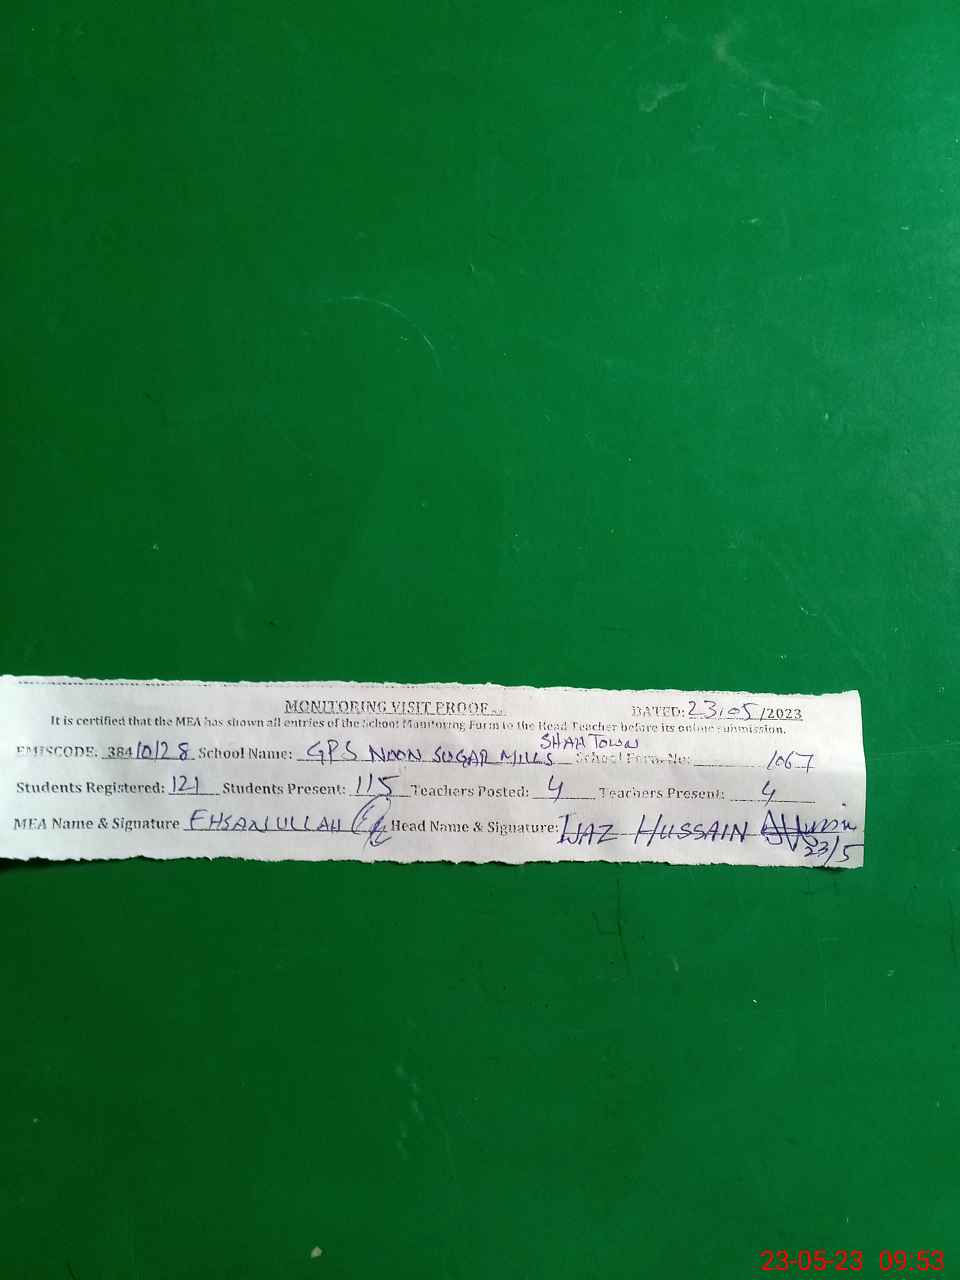 MONITORING VISIT PROOF DATED: 23.05/2023
It is certified that the MEA has shown all entries of the School Monitoring Form to the Head Teacher before its online submission.
SHAH TOWN
EMISCODE: 38410128 School Name: GPS NOON SUGAR MILLS School Form No: 1067
Students Registered: 121 Students Present: 115 Teachers Posted: 4 Teachers Present: 4
MEA Name & Signature EHSANULLAH Head Name & Signature: IJAZ HUSSAIN
23/5
23-05-23 09:53